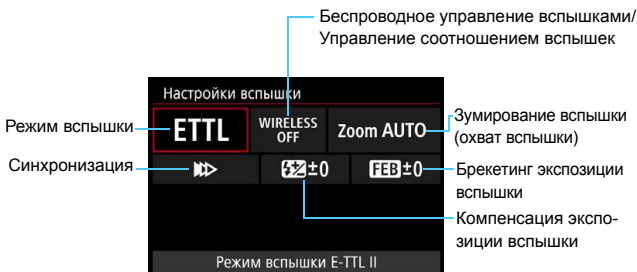 Беспроводное управление вспышками/
Управление соотношением вспышек
Настройки вспышки
Режим вспышки
ETTL
WIRELESS
OFF
Zoom AUTO
Зумирование вспышки
(охват вспышки)
Синхронизация
±0
FEB±0
Брекетинг экспозиции
вспышки
Компенсация экспо-
зиции вспышки
Режим вспышки E-TTL II